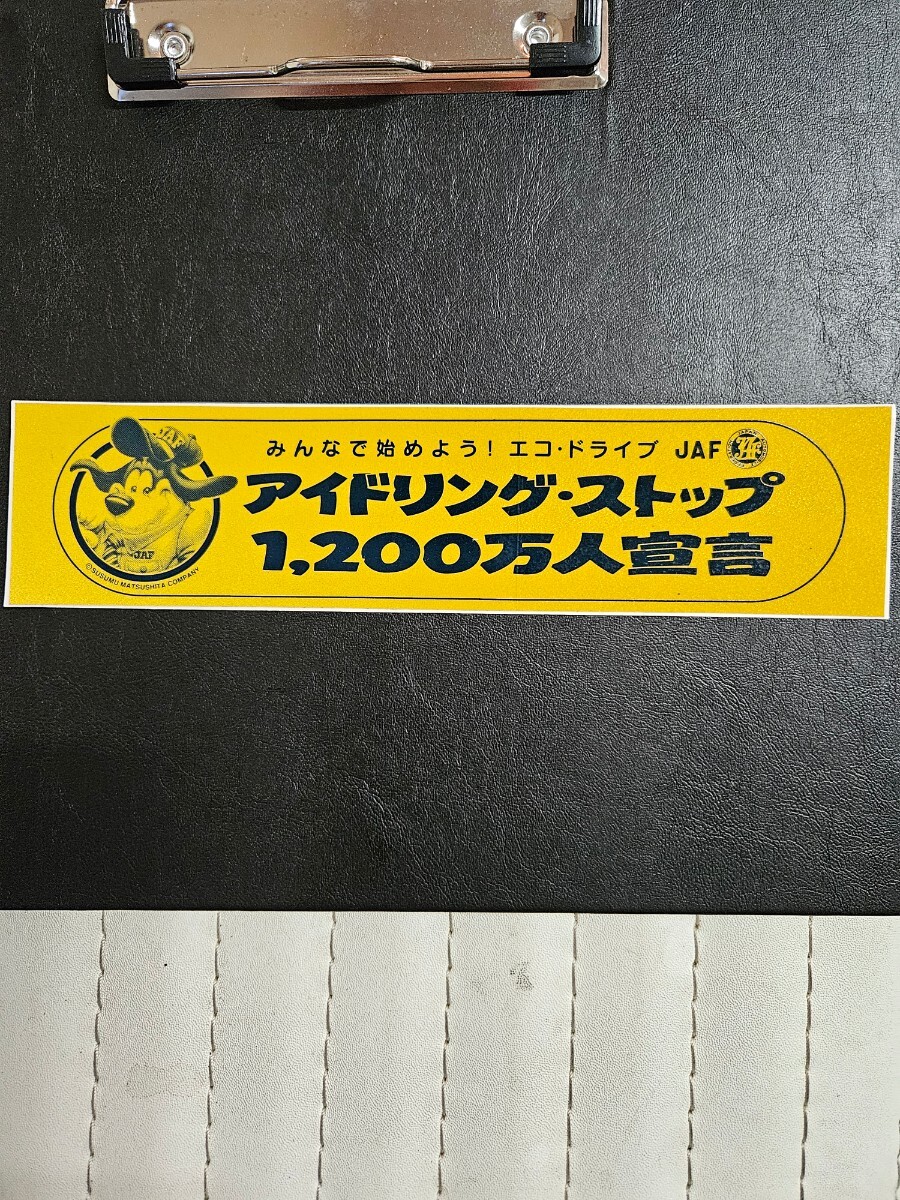 みんなで始めよう！エコ・ドライブ JAF
アイドリング・ストップ
1,200万人宣言
JAF
JAF
©SUSUMU MATSUSHITA COMPANY